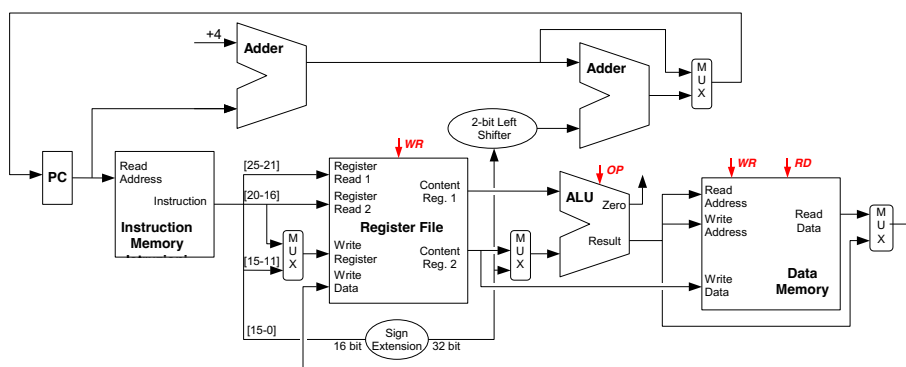 +4
Adder
Adder
M
U
X
2-bit Left
Shifter
PC
Read
Address
Instruction
Instruction
Memory
[25-21]
[20-16]
[15-11]
[15-0]
M
U
X
WR
Register
Read 1
Register
Read 2
Write
Register
Write
Data
Register File
Content
Reg. 1
Content
Reg. 2
16 bit
Sign
Extension
32 bit
M
U
X
OP
ALU
Zero
Result
WR
RD
Read
Address
Write
Address
Write
Data
Read
Data
Data
Memory
M
U
X